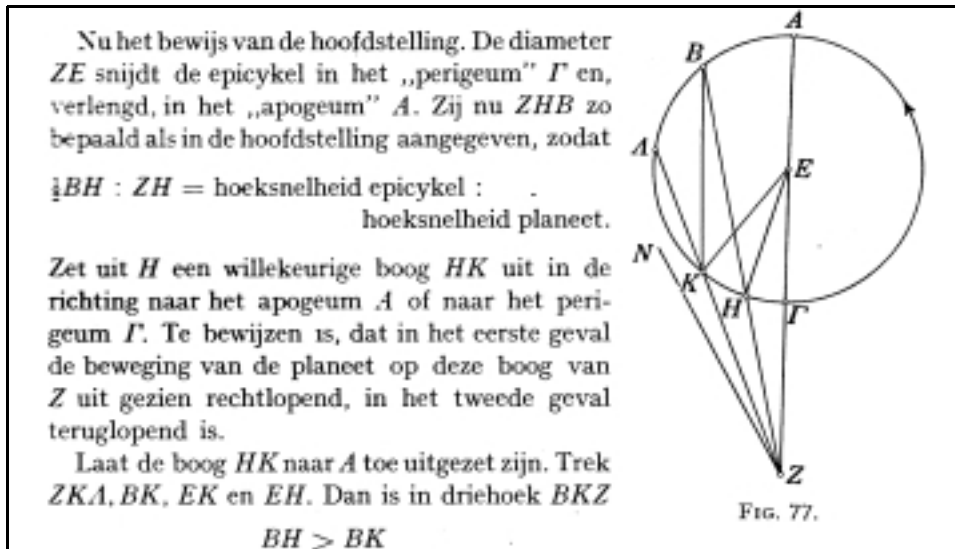 Nu het bewijs van de hoofdstelling. De diameter
ZE snijdt de epicykel in het „perigeum” Γ en,
verlengd, in het „apogeum” A. Zij nu ZHB zo
bepaald als in de hoofdstelling aangegeven, zodat
½BH : ZH = hoeksnelheid epicykel :
hoeksnelheid planeet.
Zet uit H een willekeurige boog HK uit in de
richting naar het apogeum A of naar het peri-
geum Γ. Te bewijzen is, dat in het eerste geval
de beweging van de planeet op deze boog van
Z uit gezien rechtlopend, in het tweede geval
teruglopend is.
Laat de boog HK naar A toe uitgezet zijn. Trek
ZKΛ, BK, EK en EH. Dan is in driehoek BKZ
BH > BK
A
B
Λ
E
N
K
H
Γ
Z
FIG. 77.